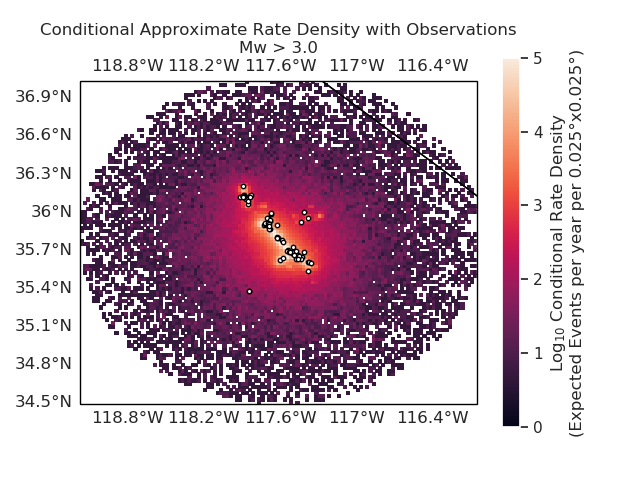 Conditional Approximate Rate Density with Observations
Mw > 3.0
118.8°W 118.2°W 117.6°W 117°W 116.4°W
36.9°N
36.6°N
36.3°N
36°N
35.7°N
35.4°N
35.1°N
34.8°N
34.5°N
118.8°W 118.2°W 117.6°W 117°W 116.4°W
5
4
3
2
1
0
Log₁₀ Conditional Rate Density
(Expected Events per year per 0.025°x0.025°)